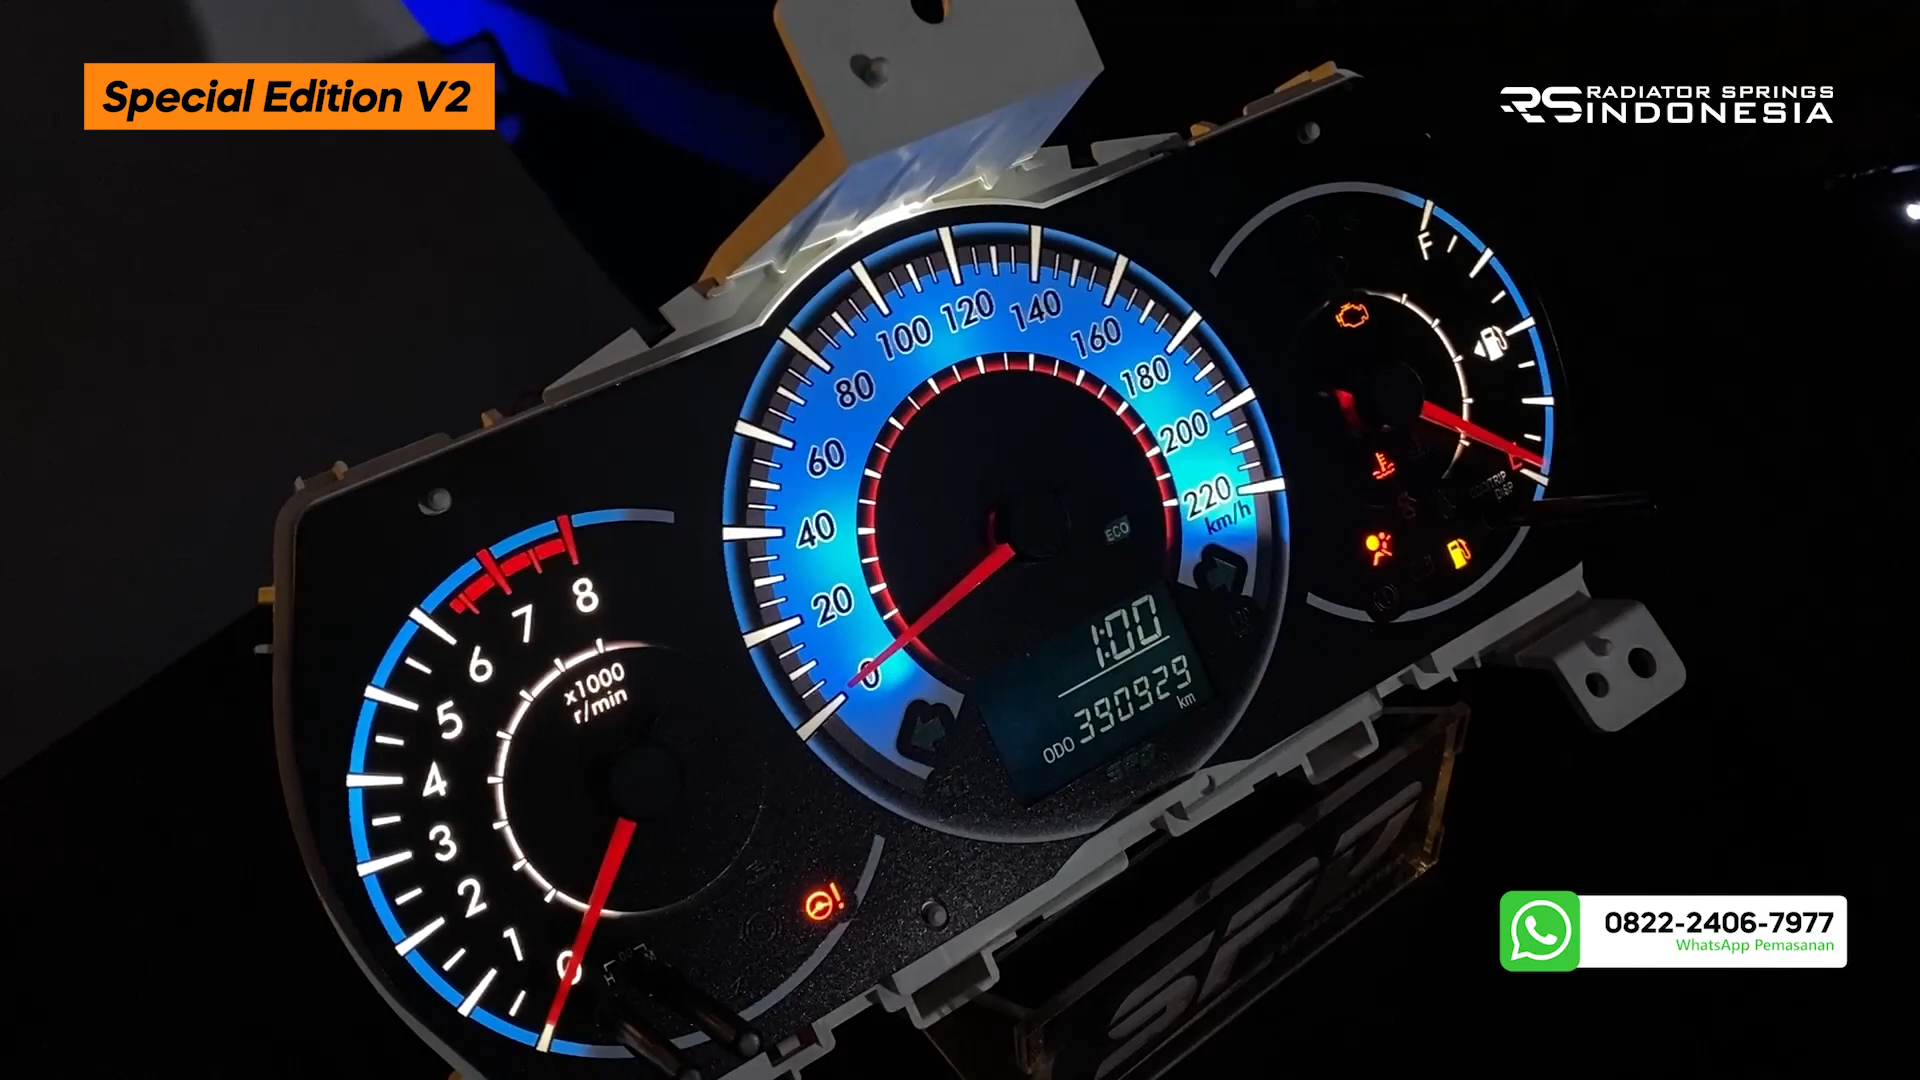 Special Edition V2
RS RADIATOR SPRINGS
INDONESIA
100
120
140
160
180
200
220
km/h
80
60
40
20
0
F
ECO
ODO/TRIP
DISP
8
7
6
5
4
3
2
1
0
x1000
r/min
1:00
ODO 390929 km
H
0822-2406-7977
WhatsApp Pemasanan